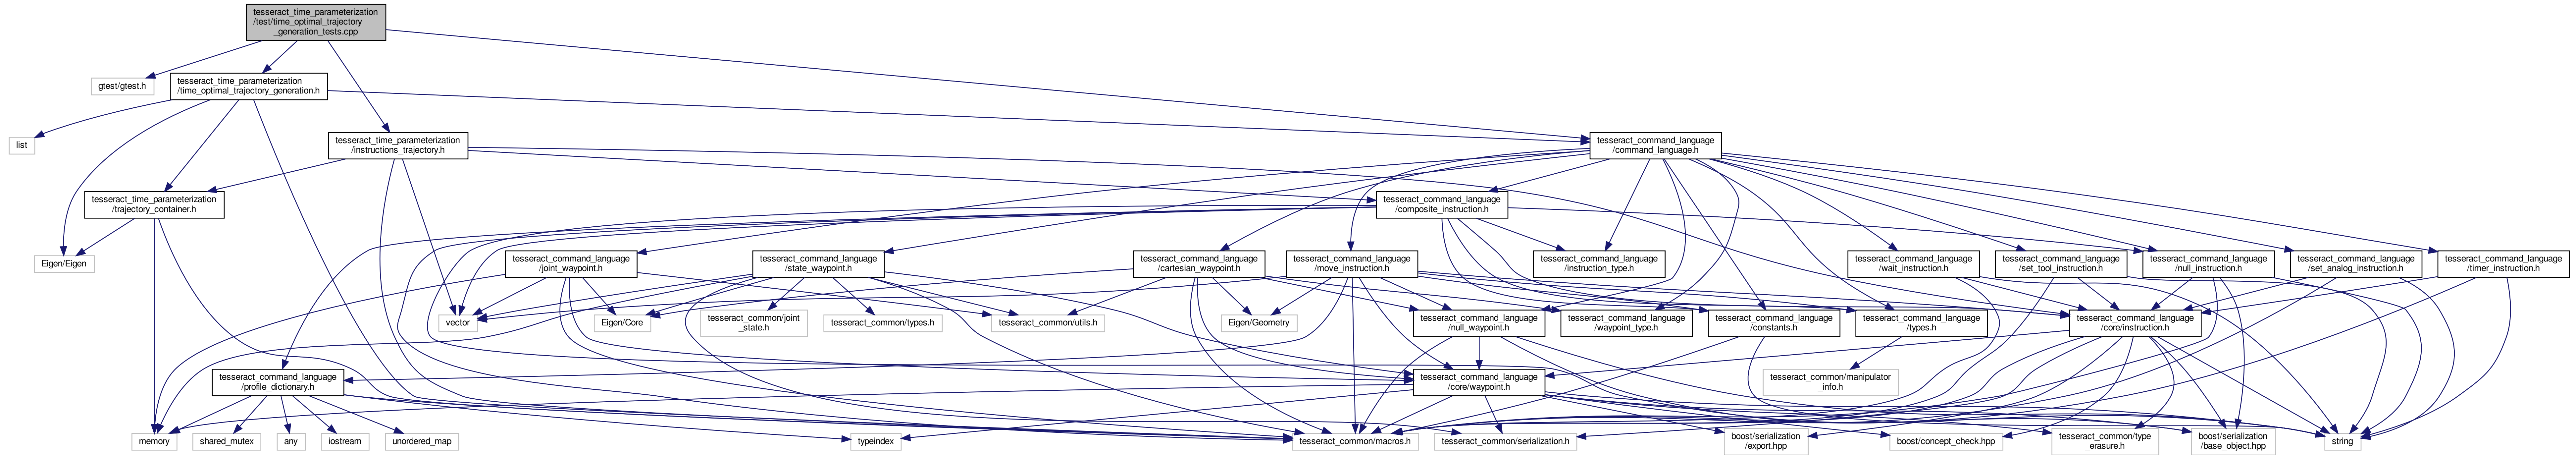 tesseract_time_parameterization
/test/time_optimal_trajectory
_generation_tests.cpp
gtest/gtest.h
tesseract_time_parameterization
/time_optimal_trajectory_generation.h
list
tesseract_time_parameterization
/instructions_trajectory.h
tesseract_command_language
/command_language.h
tesseract_time_parameterization
/trajectory_container.h
tesseract_command_language
/composite_instruction.h
Eigen/Eigen
tesseract_command_language
/joint_waypoint.h
tesseract_command_language
/state_waypoint.h
tesseract_command_language
/cartesian_waypoint.h
tesseract_command_language
/move_instruction.h
tesseract_command_language
/instruction_type.h
tesseract_command_language
/wait_instruction.h
tesseract_command_language
/set_tool_instruction.h
tesseract_command_language
/null_instruction.h
tesseract_command_language
/set_analog_instruction.h
tesseract_command_language
/timer_instruction.h
vector
Eigen/Core
tesseract_common/joint
_state.h
tesseract_common/types.h
tesseract_common/utils.h
Eigen/Geometry
tesseract_command_language
/null_waypoint.h
tesseract_command_language
/waypoint_type.h
tesseract_command_language
/constants.h
tesseract_command_language
/types.h
tesseract_command_language
/core/instruction.h
tesseract_command_language
/profile_dictionary.h
tesseract_command_language
/core/waypoint.h
tesseract_common/manipulator
_info.h
memory
shared_mutex
any
iostream
unordered_map
typeindex
tesseract_common/macros.h
tesseract_common/serialization.h
boost/serialization
/export.hpp
boost/concept_check.hpp
tesseract_common/type
_erasure.h
boost/serialization
/base_object.hpp
string